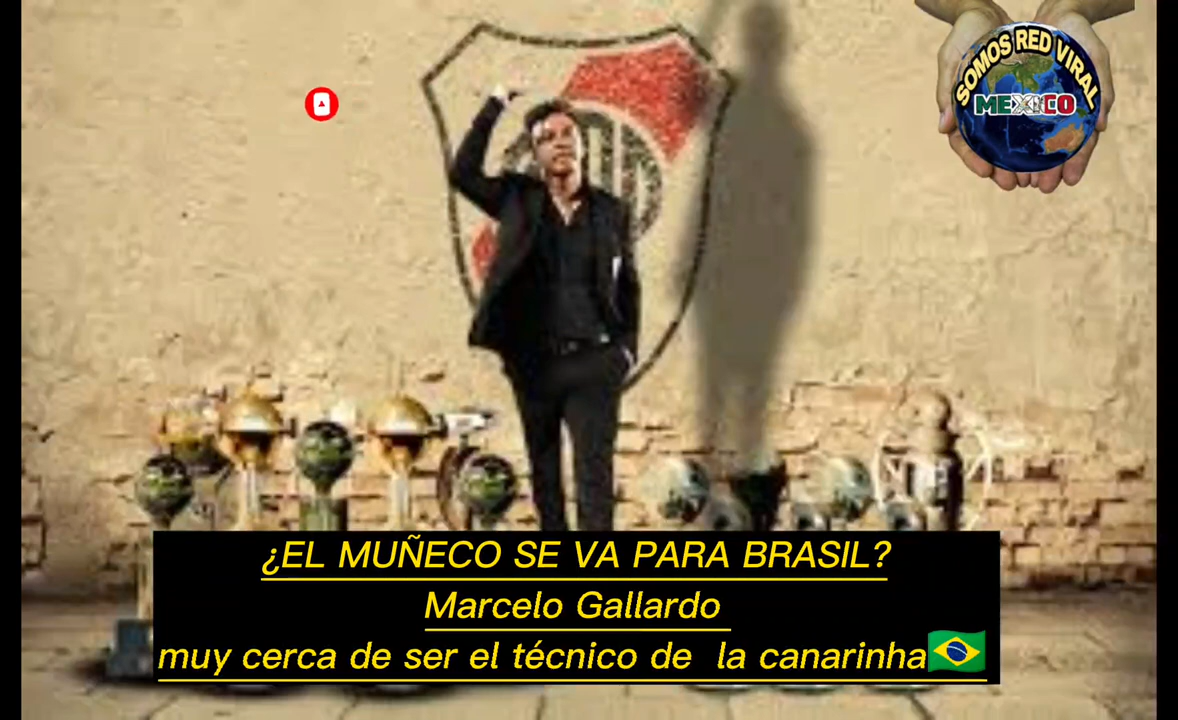 SOMOS RED VIRAL
MEXICO
¿EL MUÑECO SE VA PARA BRASIL?
Marcelo Gallardo
muy cerca de ser el técnico de la canarinha